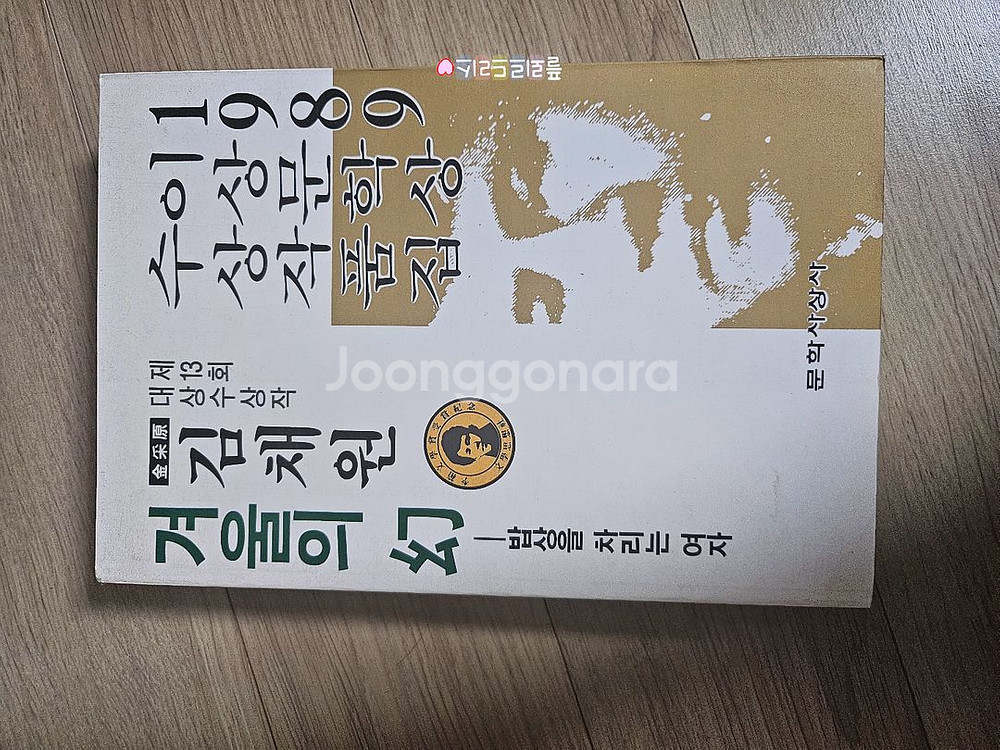 1989
이상문학상
수상작품집
제13회
대상수상작
金采原
김채원
겨울의 幻
—밥상을 차리는 여자
문학사상사
Joonggonara